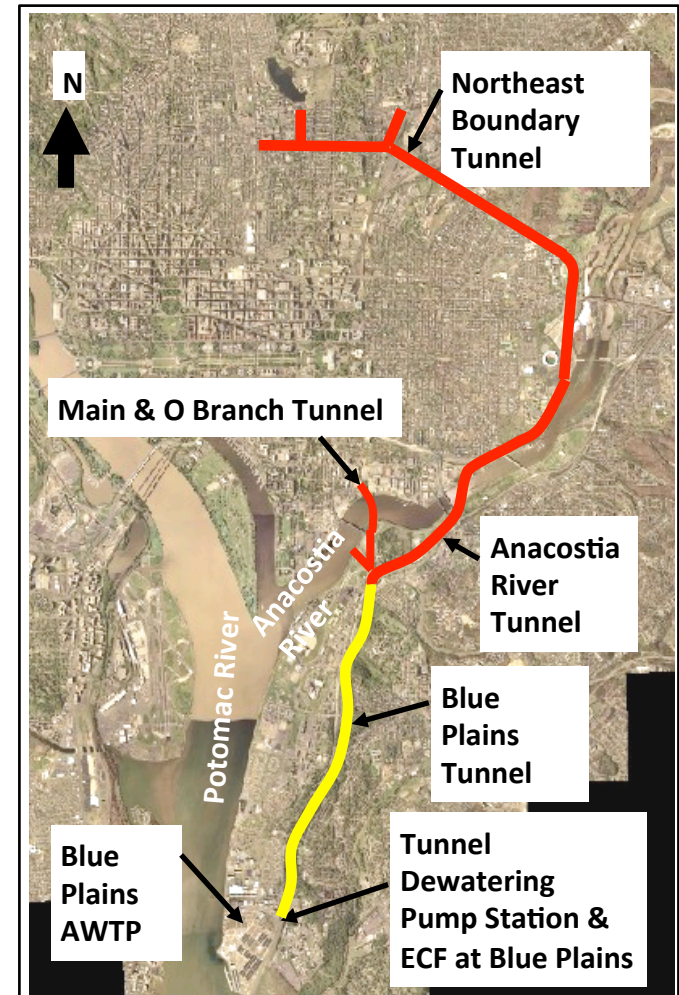 N
Northeast
Boundary
Tunnel
Main & O Branch Tunnel
Anacostia
River
Anacostia
River
Tunnel
Potomac River
Blue
Plains
Tunnel
Blue
Plains
AWTP
Tunnel
Dewatering
Pump Station &
ECF at Blue Plains